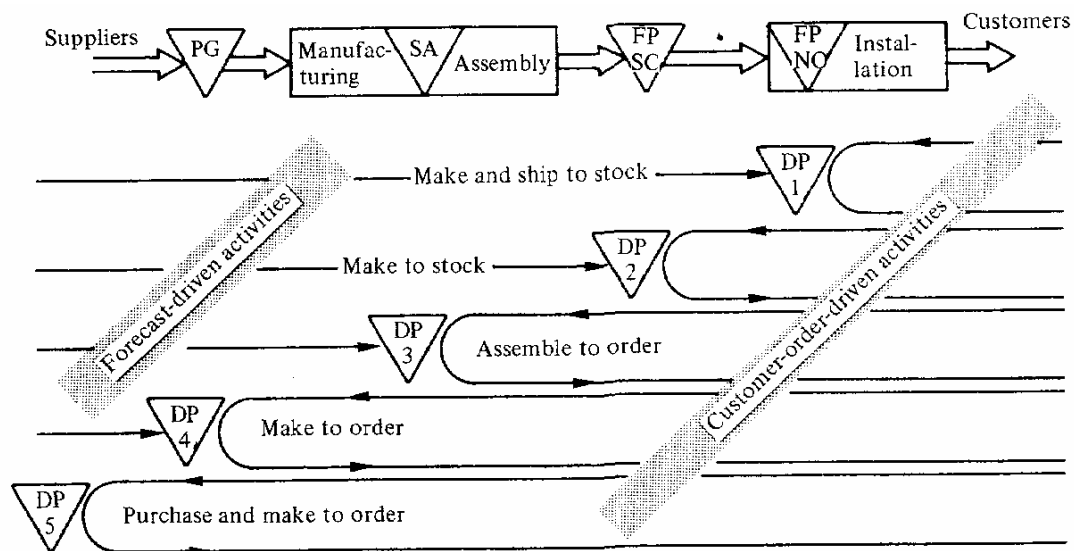 Suppliers
Customers
PG
Manufac-
turing
SA
Assembly
FP
SC
FP
NO
Instal-
lation
Make and ship to stock
DP
1
Make to stock
DP
2
DP
3
Assemble to order
DP
4
Make to order
DP
5
Purchase and make to order
Forecast-driven activities
Customer-order-driven activities